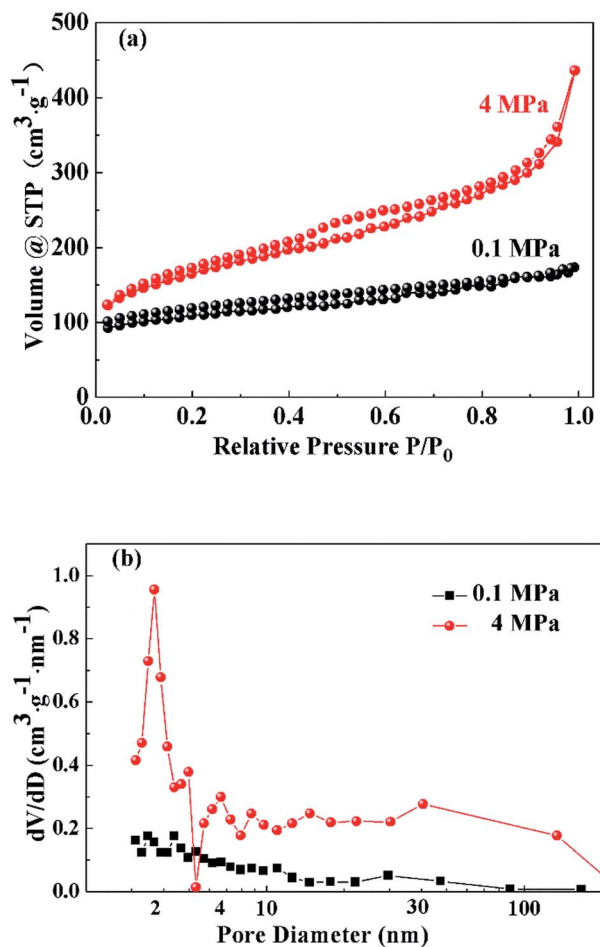 (a)
500
400
300
200
100
0
4 MPa
0.1 MPa
0.0 0.2 0.4 0.6 0.8 1.0
Volume @ STP (cm³·g⁻¹)
Relative Pressure P/P₀
(b)
1.0
0.8
0.6
0.4
0.2
0.0
0.1 MPa
4 MPa
2 4 10 30 100
dV/dD (cm³·g⁻¹·nm⁻¹)
Pore Diameter (nm)